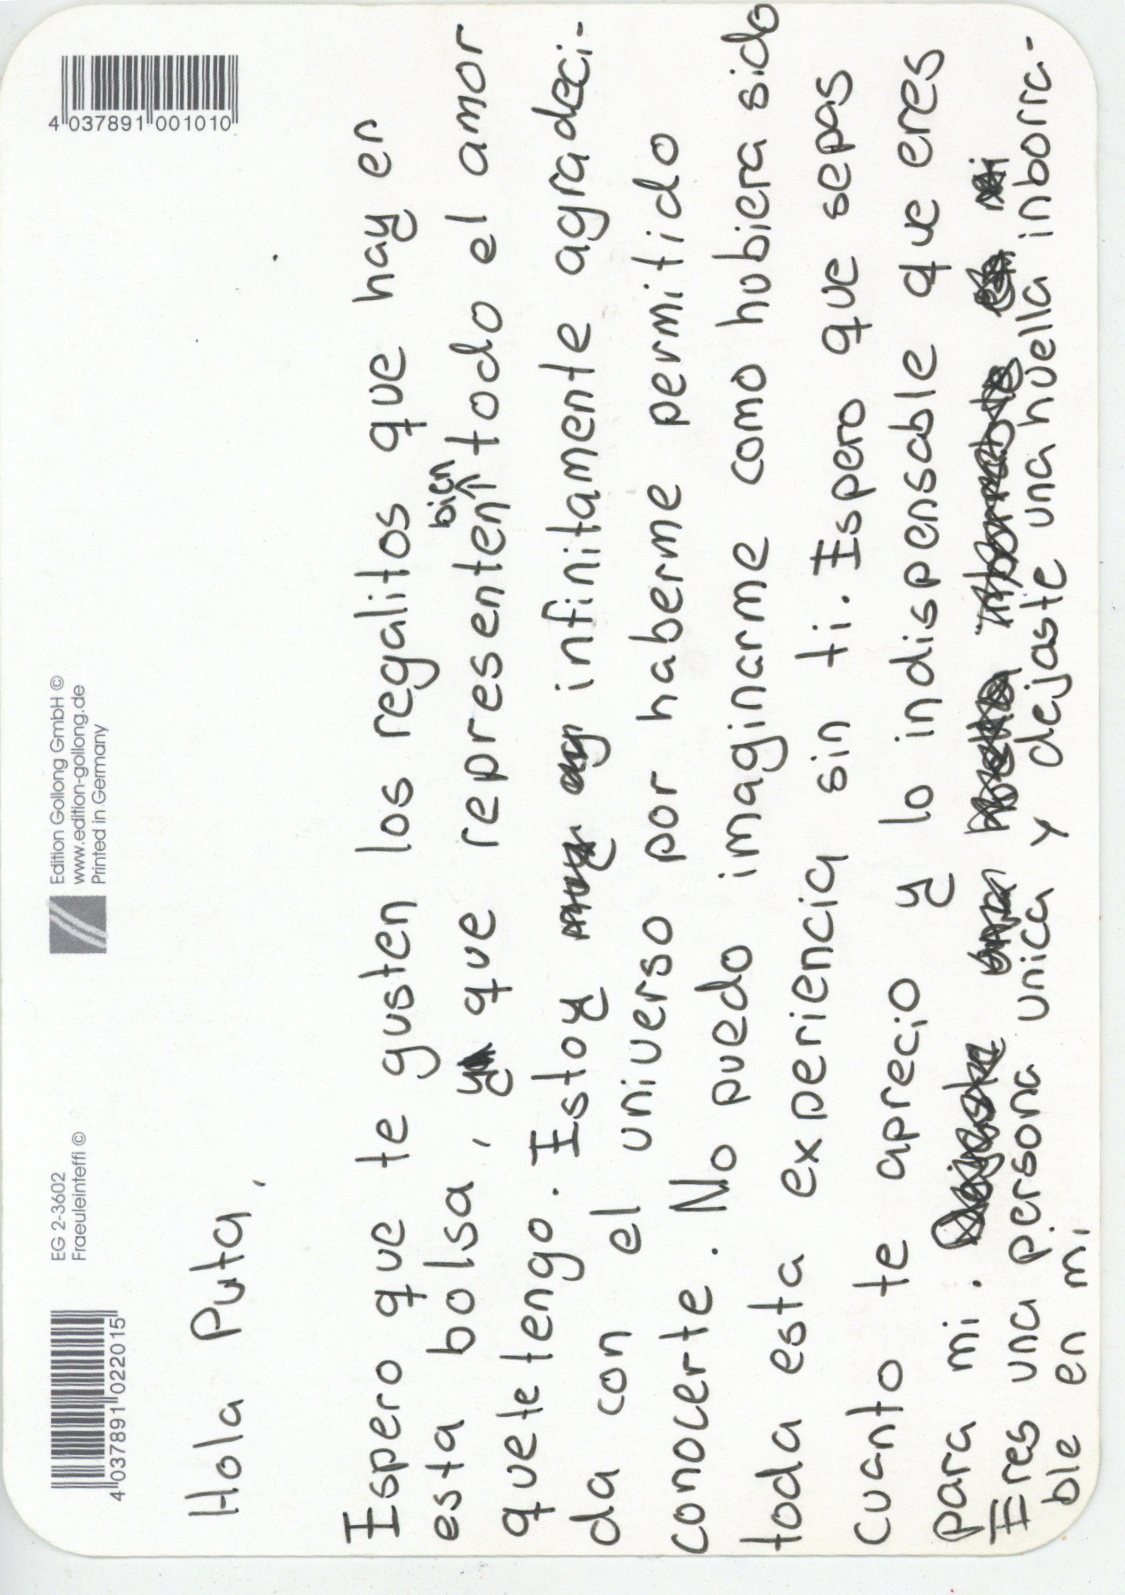 4 037891 022015
EG 2-3602
Fraeuleinteffi ©
Edition Gollong GmbH ©
www.edition-gollong.de
Printed in Germany
4 037891 001010
Hola Puta,
Espero que te gusten los regalitos que hay en
esta bolsa, que representen bien todo el amor
que te tengo. Estoy infinitamente agradeci-
da con el universo por haberme permitido
conocerte. No puedo imaginarme como hubiera sido
toda esta experiencia sin ti. Espero que sepas
cuanto te aprecio y lo indispensable que eres
para mi.
Eres una persona unica y dejaste una huella inborra-
ble en mi